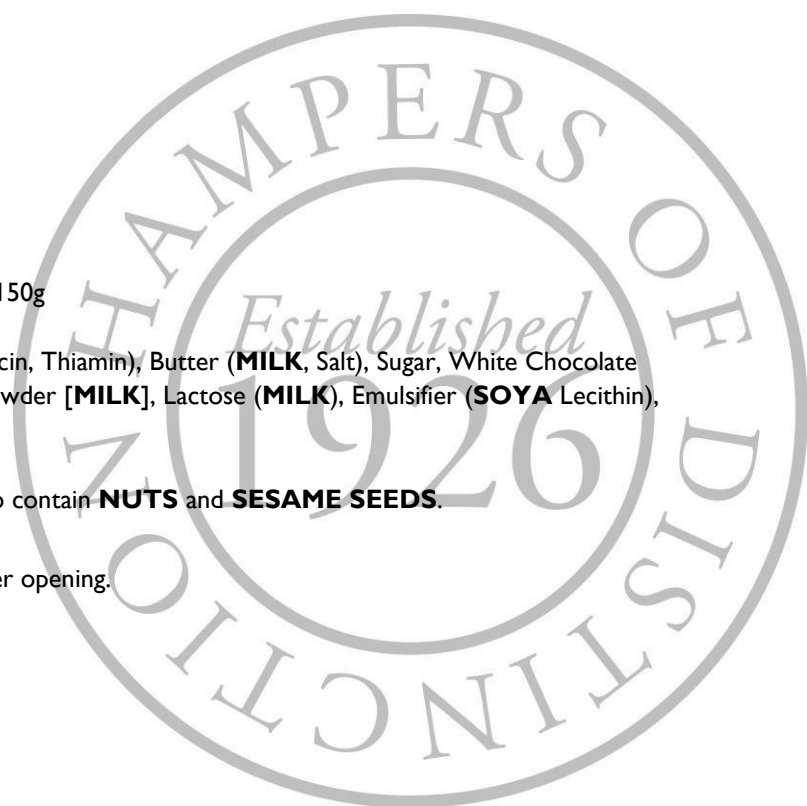 HAMPERS OF DISTINCTION
150g
Established
cin, Thiamin), Butter (MILK, Salt), Sugar, White Chocolate
wder [MILK], Lactose (MILK), Emulsifier (SOYA Lecithin),
1926
o contain NUTS and SESAME SEEDS.
er opening.